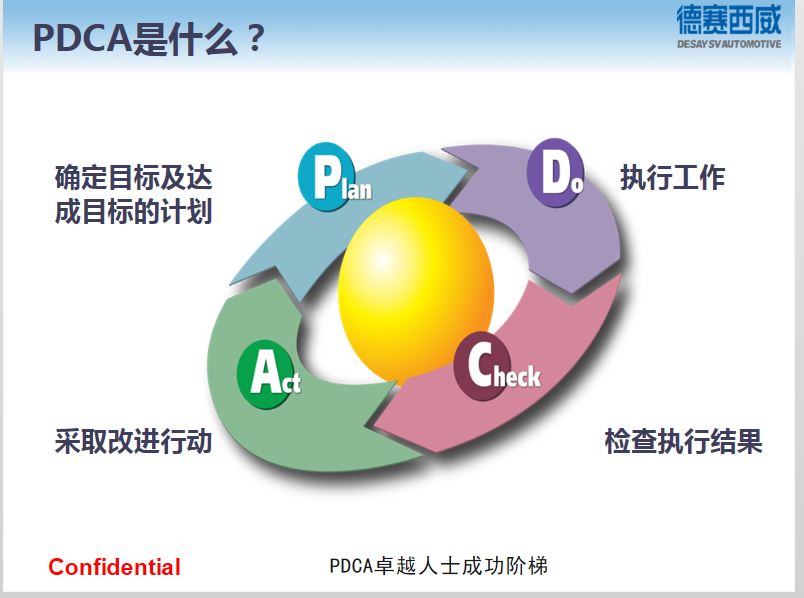 PDCA是什么？
德赛西威
DESAY SV AUTOMOTIVE
确定目标及达
成目标的计划
Plan
Do
执行工作
Act
Check
采取改进行动
检查执行结果
Confidential
PDCA卓越人士成功阶梯